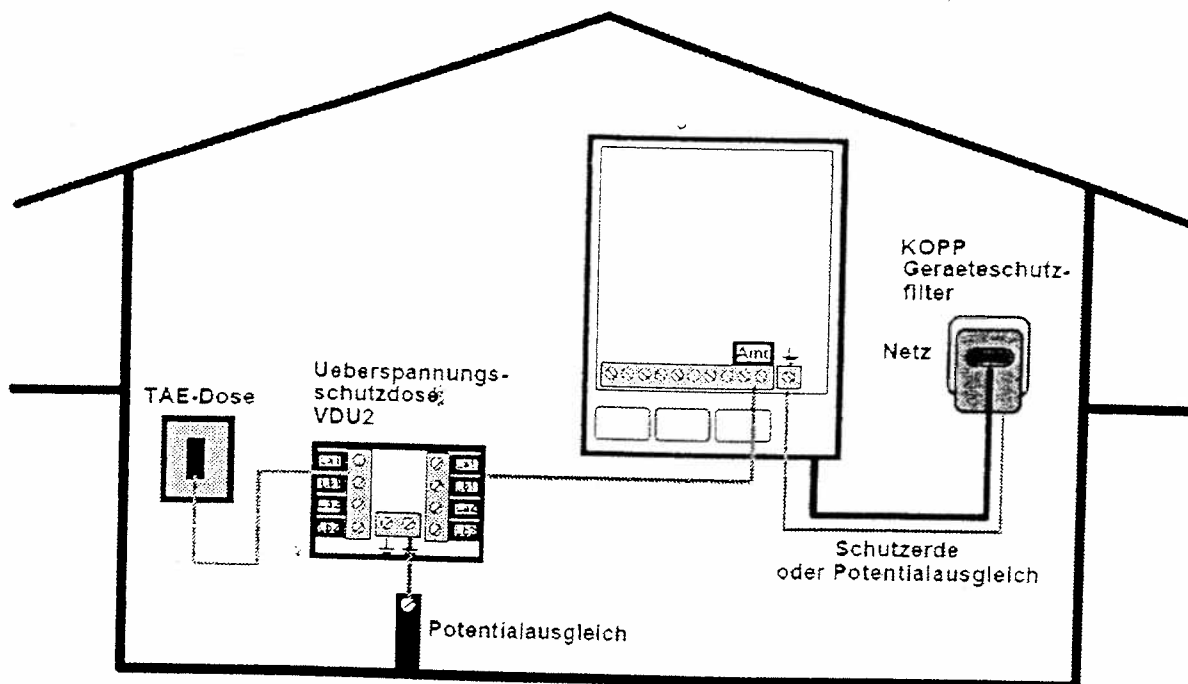 KOPP
Geraeteschutz-
filter
Netz
Amt
Ueberspannungs-
schutzdose
VDU2
TAE-Dose
Schutzerde
oder Potentialausgleich
Potentialausgleich